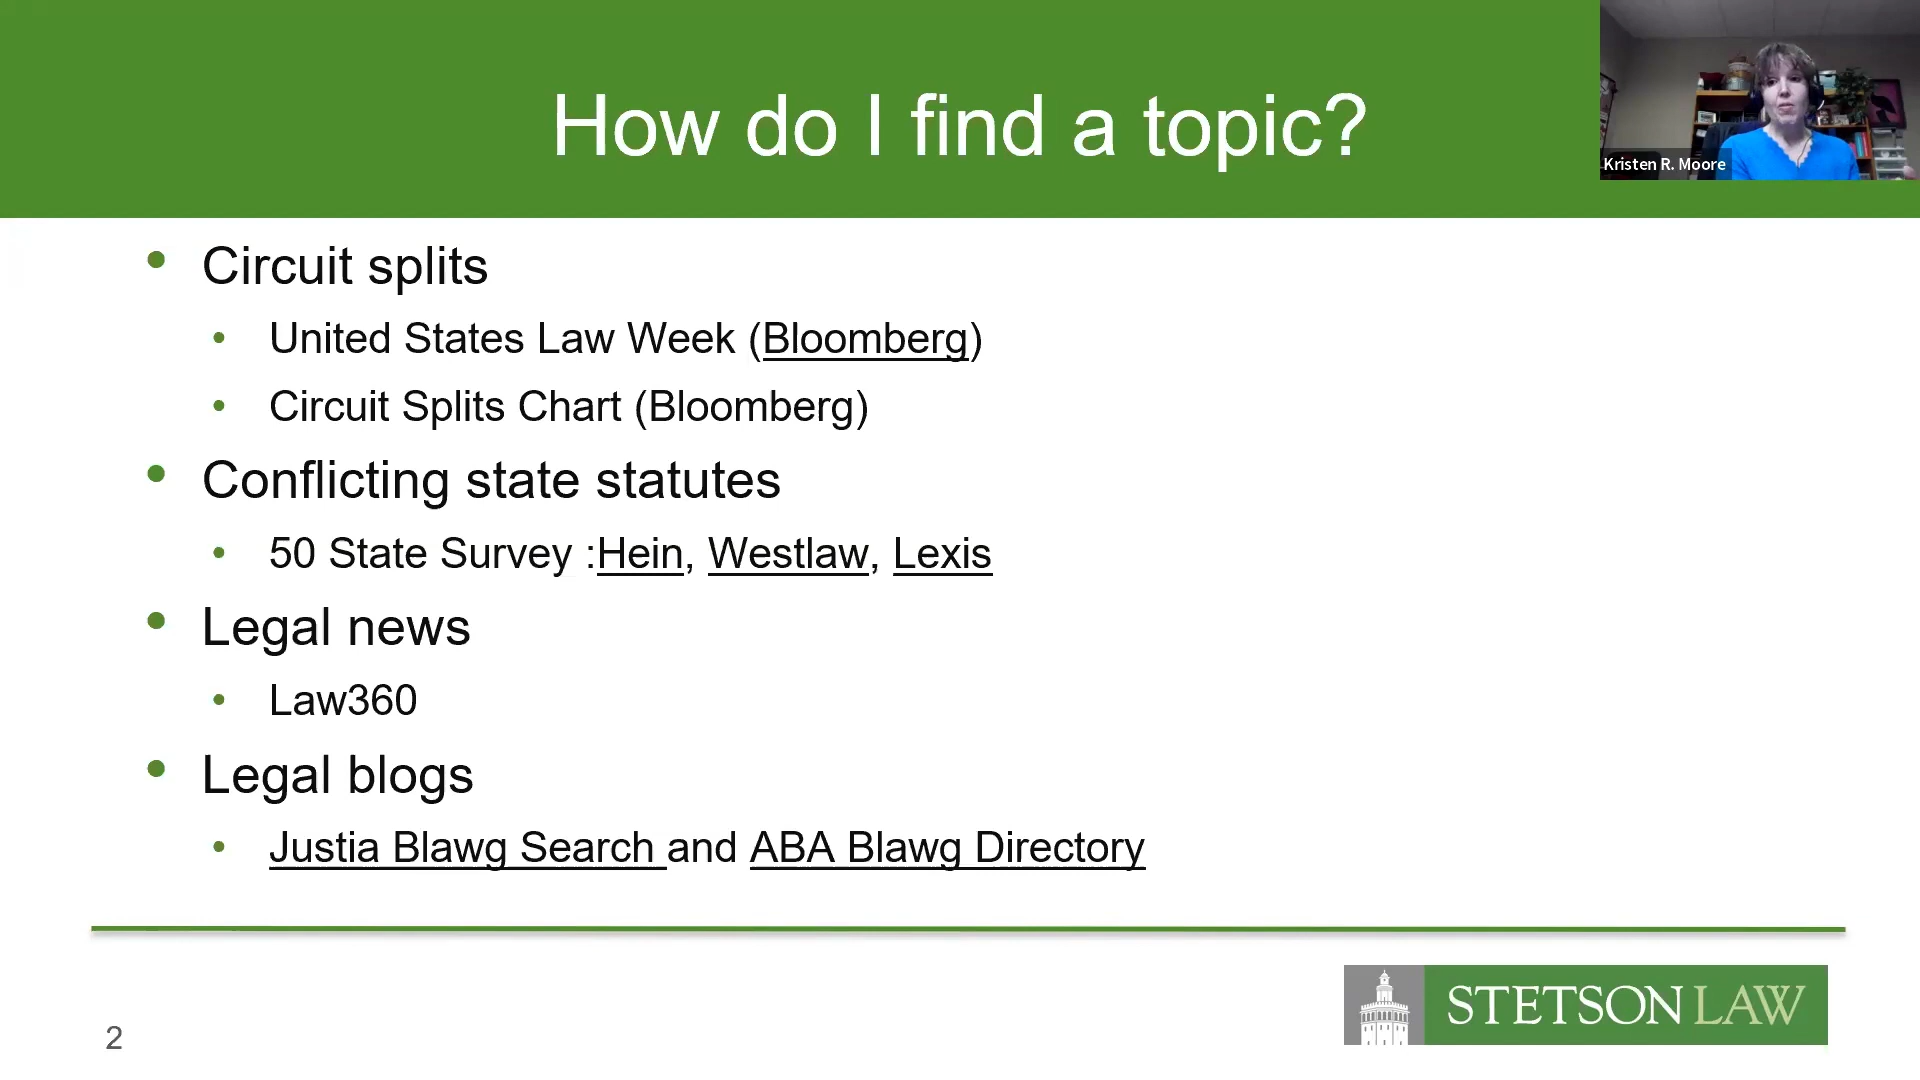 How do I find a topic?
Kristen R. Moore
• Circuit splits
• United States Law Week (Bloomberg)
• Circuit Splits Chart (Bloomberg)
• Conflicting state statutes
• 50 State Survey :Hein, Westlaw, Lexis
• Legal news
• Law360
• Legal blogs
• Justia Blawg Search and ABA Blawg Directory
2
STETSON LAW